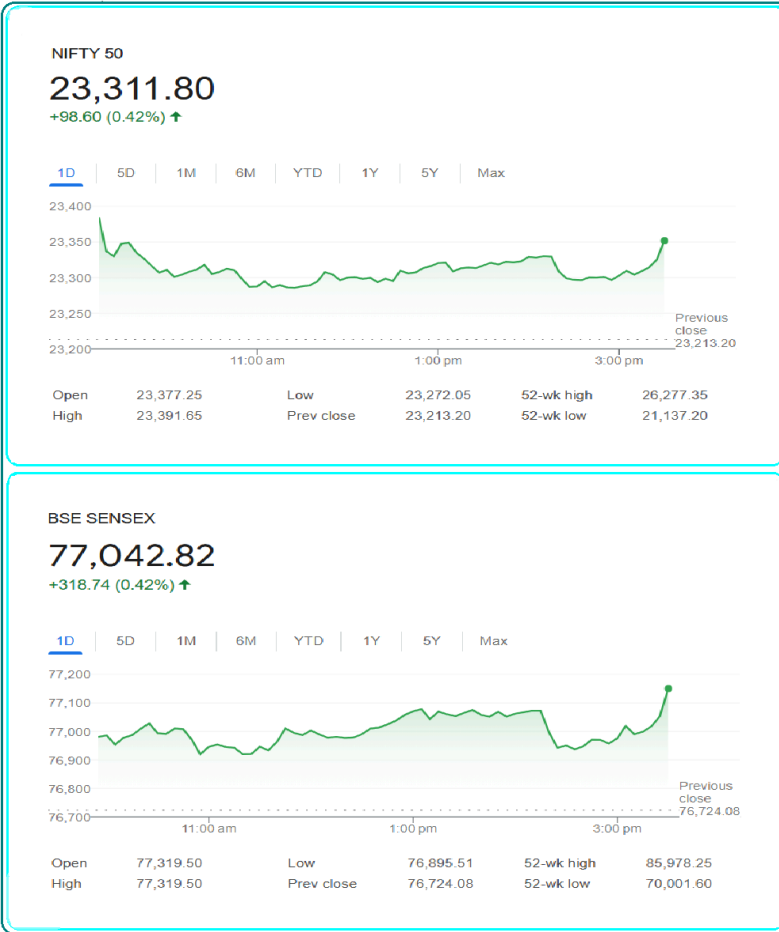 NIFTY 50
23,311.80
+98.60 (0.42%) ↑
1D 5D 1M 6M YTD 1Y 5Y Max
23,400
23,350
23,300
23,250
23,200
Previous
close
23,213.20
11:00 am 1:00 pm 3:00 pm
Open 23,377.25 Low 23,272.05 52-wk high 26,277.35
High 23,391.65 Prev close 23,213.20 52-wk low 21,137.20
BSE SENSEX
77,042.82
+318.74 (0.42%) ↑
1D 5D 1M 6M YTD 1Y 5Y Max
77,200
77,100
77,000
76,900
76,800
76,700
Previous
close
76,724.08
11:00 am 1:00 pm 3:00 pm
Open 77,319.50 Low 76,895.51 52-wk high 85,978.25
High 77,319.50 Prev close 76,724.08 52-wk low 70,001.60